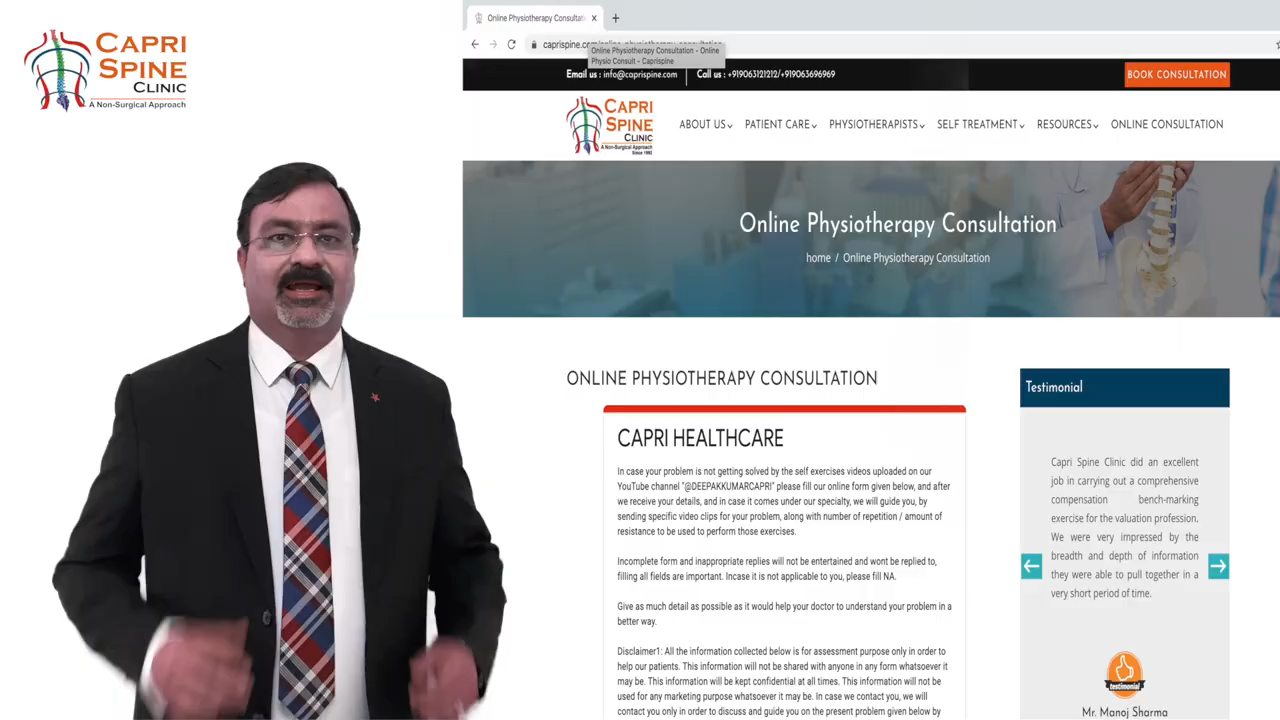 CAPRI
SPINE
CLINIC
A Non-Surgical Approach
Online Physiotherapy Consultati
caprispine.com/online-physiotherapy-consultation
Online Physiotherapy Consultation - Online
Physio Consult - Caprispine
Email us : info@caprispine.com
Call us : +919063121212/+919063696969
BOOK CONSULTATION
CAPRI
SPINE
CLINIC
A Non-Surgical Approach
Since 1992
ABOUT US
PATIENT CARE
PHYSIOTHERAPISTS
SELF TREATMENT
RESOURCES
ONLINE CONSULTATION
Online Physiotherapy Consultation
home / Online Physiotherapy Consultation
ONLINE PHYSIOTHERAPY CONSULTATION
CAPRI HEALTHCARE
In case your problem is not getting solved by the self exercises videos uploaded on our
YouTube channel "@DEEPAKKUMARCAPRI" please fill our online form given below, and after
we receive your details, and in case it comes under our specialty, we will guide you, by
sending specific video clips for your problem, along with number of repetition / amount of
resistance to be used to perform those exercises.
Incomplete form and inappropriate replies will not be entertained and wont be replied to,
filling all fields are important. Incase it is not applicable to you, please fill NA.
Give as much detail as possible as it would help your doctor to understand your problem in a
better way.
Disclaimer1: All the information collected below is for assessment purpose only in order to
help our patients. This information will not be shared with anyone in any form whatsoever it
may be. This information will be kept confidential at all times. This information will not be
used for any marketing purpose whatsoever it may be. In case we contact you, we will
contact you only in order to discuss and guide you on the present problem given below by
Testimonial
Capri Spine Clinic did an excellent
job in carrying out a comprehensive
compensation bench-marking
exercise for the valuation profession.
We were very impressed by the
breadth and depth of information
they were able to pull together in a
very short period of time.
testimonial
Mr. Manoj Sharma